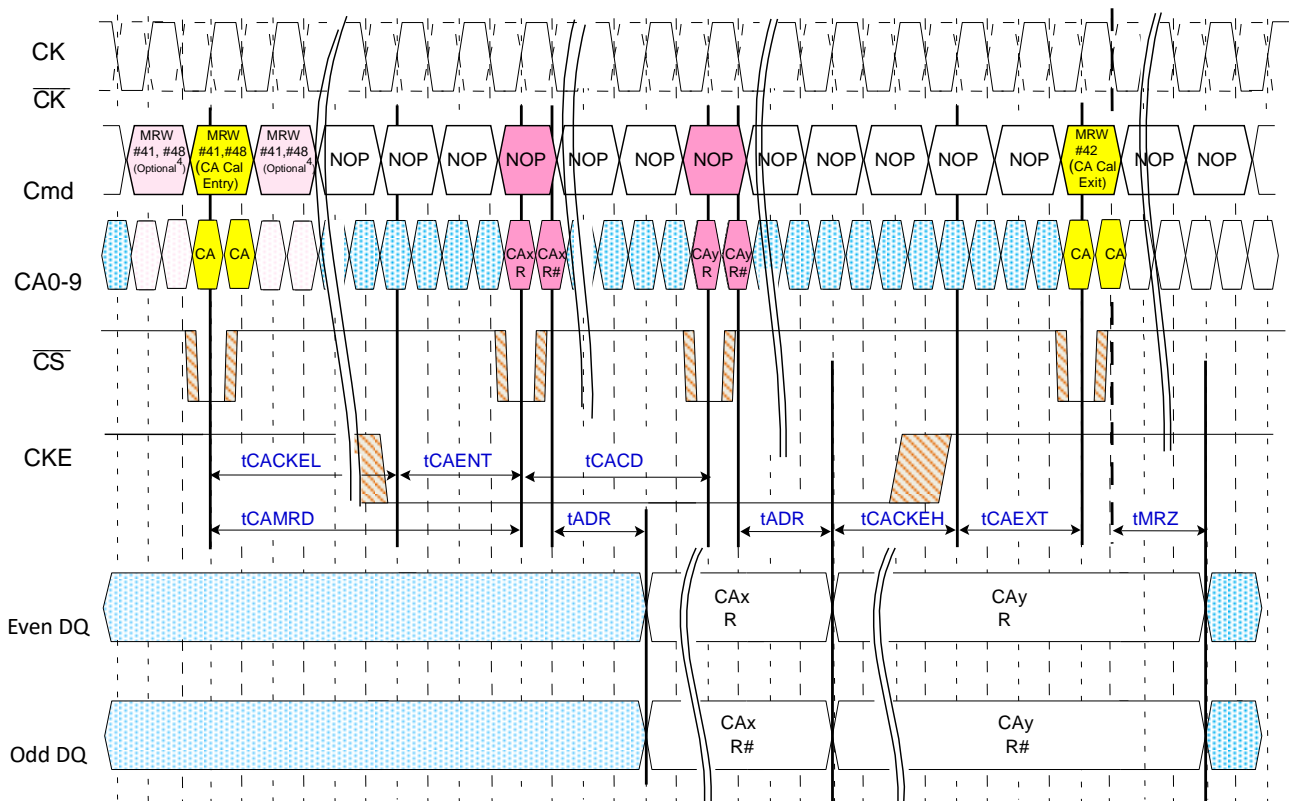 CK
CK
Cmd
MRW
#41, #48
(Optional4)
MRW
#41,#48
(CA Cal
Entry)
MRW
#41,#48
(Optional4)
NOP
NOP
NOP
NOP
NOP
NOP
NOP
NOP
NOP
NOP
NOP
NOP
MRW
#42
(CA Cal
Exit)
NOP
NOP
CA0-9
CA
CA
CAx
R
CAx
R#
CAy
R
CAy
R#
CA
CA
CS
CKE
tCACKEL
tCAENT
tCACD
tCAMRD
tADR
tADR
tCACKEH
tCAEXT
tMRZ
Even DQ
CAx
R
CAy
R
Odd DQ
CAx
R#
CAy
R#